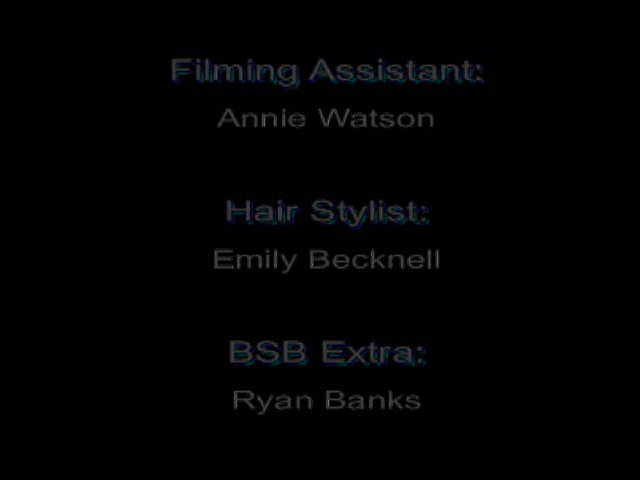 Filming Assistant:
Annie Watson
Hair Stylist:
Emily Becknell
BSB Extra:
Ryan Banks